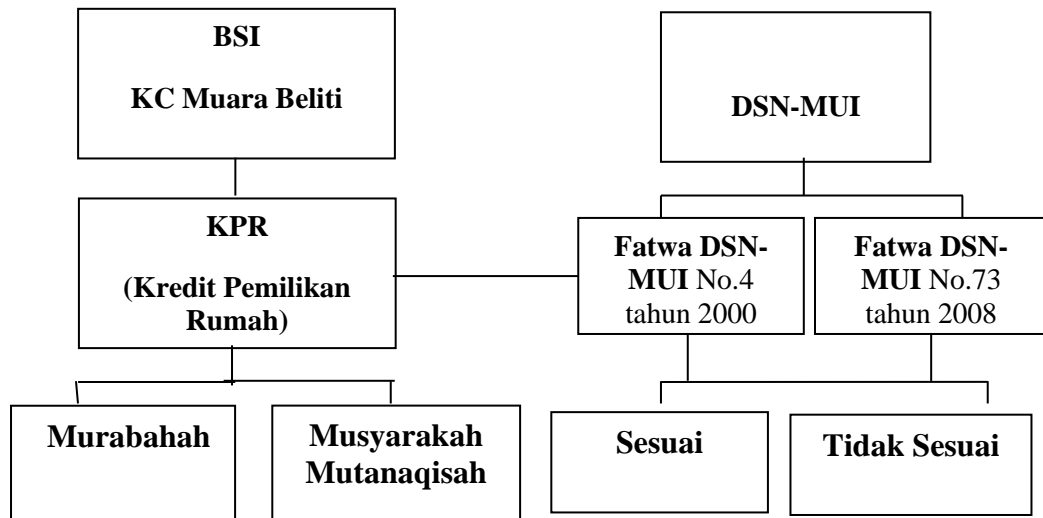 BSI
KC Muara Beliti
DSN-MUI
KPR
(Kredit Pemilikan
Rumah)
Fatwa DSN-
MUI No.4
tahun 2000
Fatwa DSN-
MUI No.73
tahun 2008
Murabahah
Musyarakah
Mutanaqisah
Sesuai
Tidak Sesuai